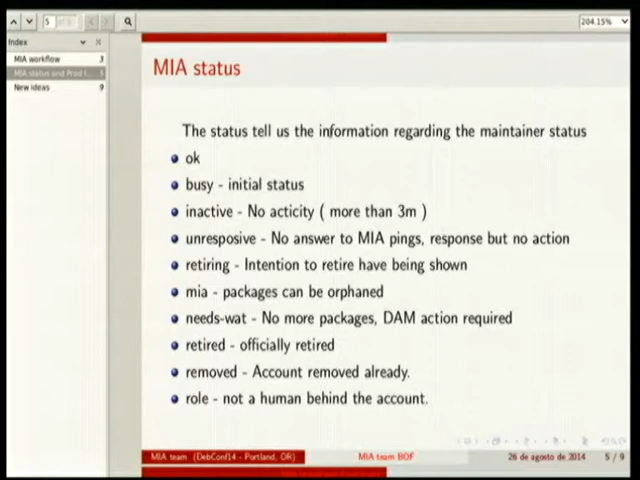 5
204.15%
Index
MIA workflow 3
MIA status and Prod l... 5
New ideas 9
MIA status
The status tell us the information regarding the maintainer status
ok
busy - initial status
inactive - No acticity ( more than 3m )
unresposive - No answer to MIA pings, response but no action
retiring - Intention to retire have being shown
mia - packages can be orphaned
needs-wat - No more packages, DAM action required
retired - officially retired
removed - Account removed already.
role - not a human behind the account.
MIA team (DebConf14 - Portland, OR)
MIA team BOF
26 de agosto de 2014
5 / 9